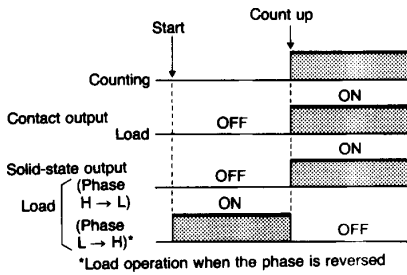 Start
Count up
Counting
ON
Contact output
Load
OFF
ON
Solid-state output
OFF
Load
(Phase
H → L)
ON
(Phase
L → H)*
OFF
*Load operation when the phase is reversed